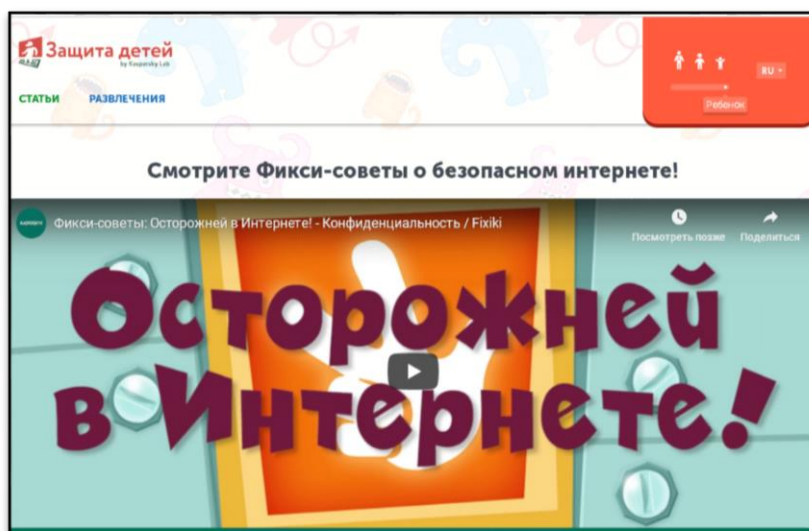 Защита детей
by Kaspersky Lab
СТАТЬИ РАЗВЛЕЧЕНИЯ
RU
Ребенок
Смотрите Фикси-советы о безопасном интернете!
Фикси-советы: Осторожней в Интернете! - Конфиденциальность / Fixiki
Посмотреть позже Поделиться
Осторожней
в Интернете!